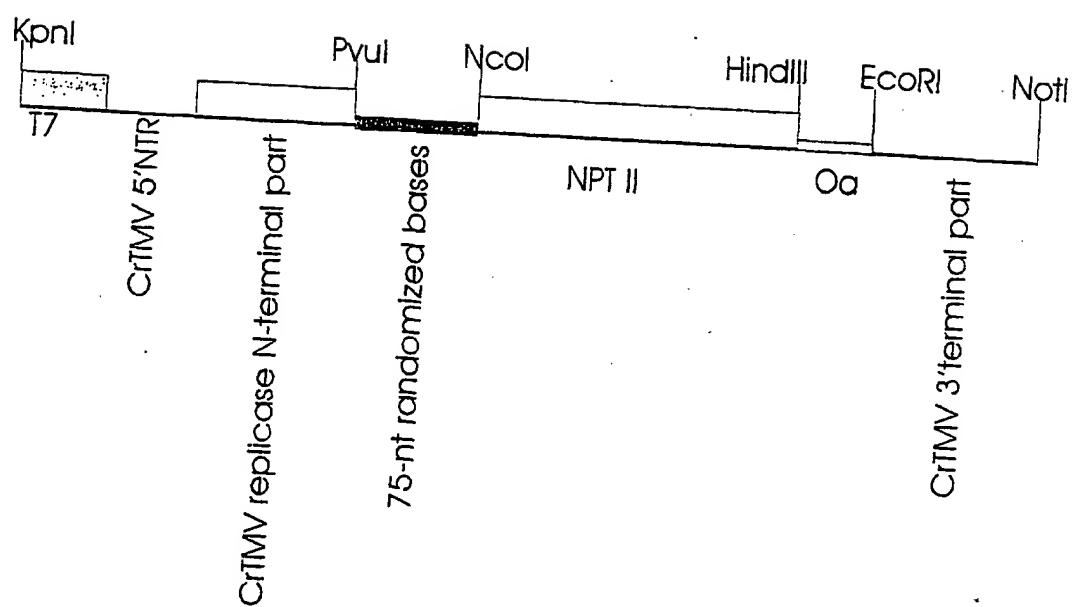 KpnI
PvuI
NcoI
HindIII
EcoRI
NotI
T7
CrTMV 5'NTR
CrTMV replicase N-terminal part
75-nt randomized bases
NPT II
Oa
CrTMV 3'terminal part